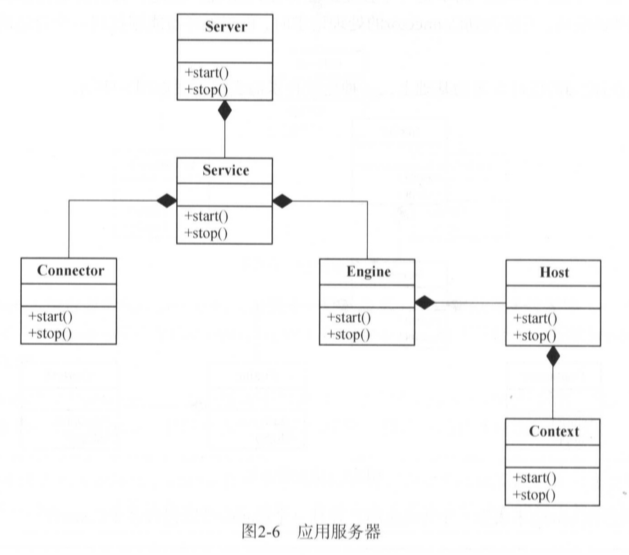 Server
+start()
+stop()
Service
+start()
+stop()
Connector
+start()
+stop()
Engine
+start()
+stop()
Host
+start()
+stop()
Context
+start()
+stop()
图2-6 应用服务器